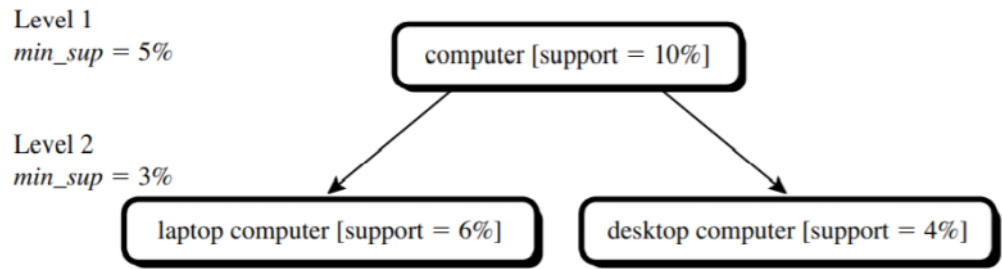 Level 1
min_sup = 5%
computer [support = 10%]
Level 2
min_sup = 3%
laptop computer [support = 6%]
desktop computer [support = 4%]